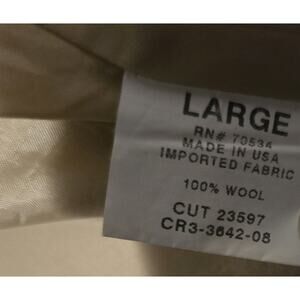 LARGE
RN# 70534
MADE IN USA
IMPORTED FABRIC
100% WOOL
CUT 23597
CR3-3642-08